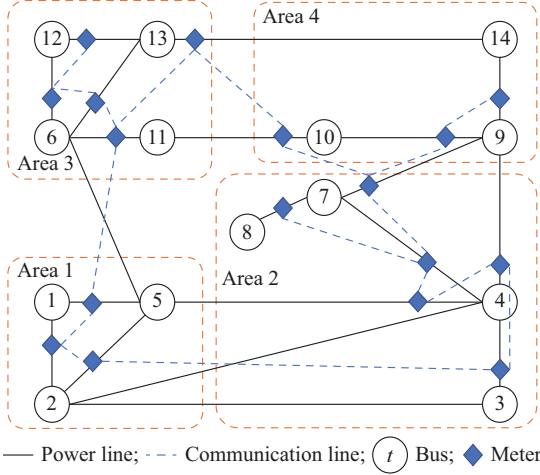 Area 4
12 13 14
6 11 10 9
Area 3
7
8
Area 1 Area 2
1 5 4
2 3
Power line; Communication line; t Bus; Meter